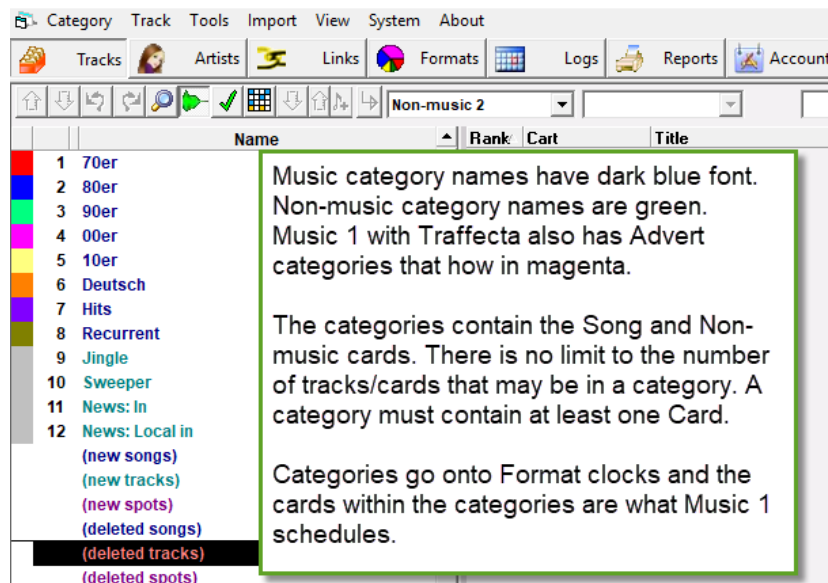 Category Track Tools Import View System About
Tracks Artists Links Formats Logs Reports Account
Non-music 2
Name Rank Cart Title
1 70er
2 80er
3 90er
4 00er
5 10er
6 Deutsch
7 Hits
8 Recurrent
9 Jingle
10 Sweeper
11 News: In
12 News: Local in
(new songs)
(new tracks)
(new spots)
(deleted songs)
(deleted tracks)
(deleted spots)
Music category names have dark blue font.
Non-music category names are green.
Music 1 with Traffecta also has Advert
categories that how in magenta.
The categories contain the Song and Non-
music cards. There is no limit to the number
of tracks/cards that may be in a category. A
category must contain at least one Card.
Categories go onto Format clocks and the
cards within the categories are what Music 1
schedules.